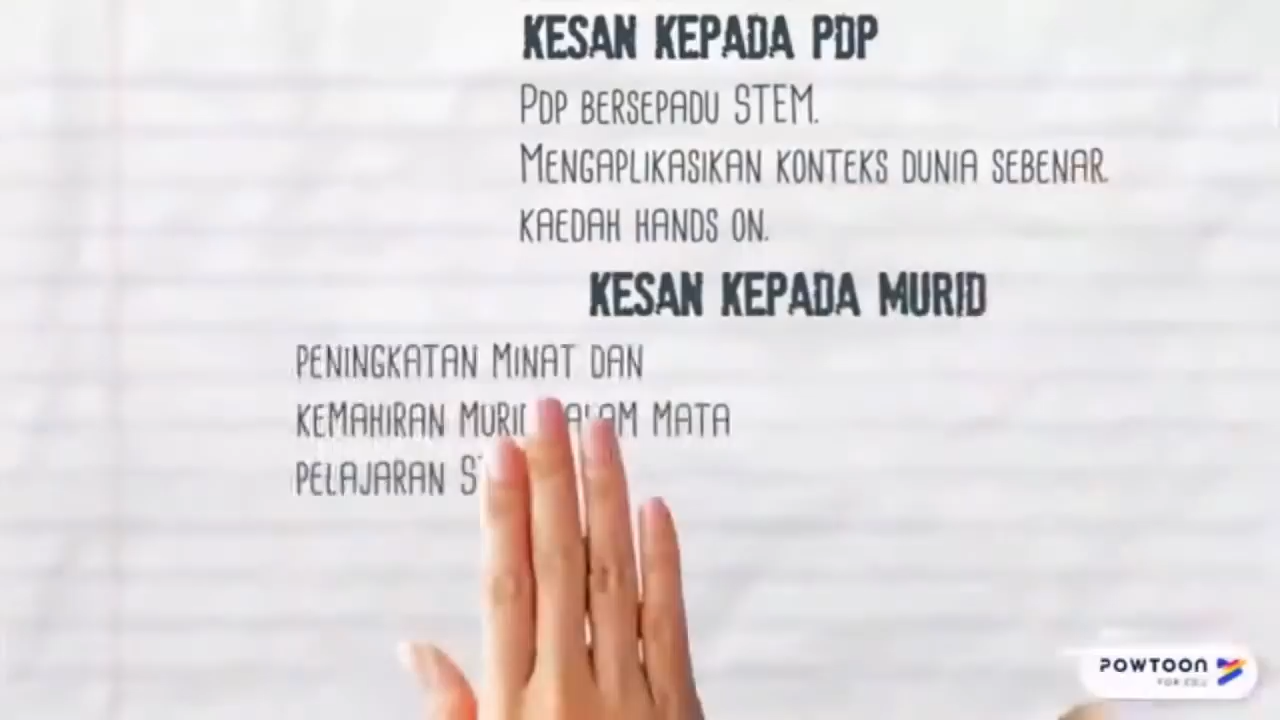 KESAN KEPADA PDP
PDP BERSEPADU STEM.
MENGAPLIKASIKAN KONTEKS DUNIA SEBENAR.
KAEDAH HANDS ON.
KESAN KEPADA MURID
PENINGKATAN MINAT DAN
KEMAHIRAN MATA
PELAJARAN
POWTOON